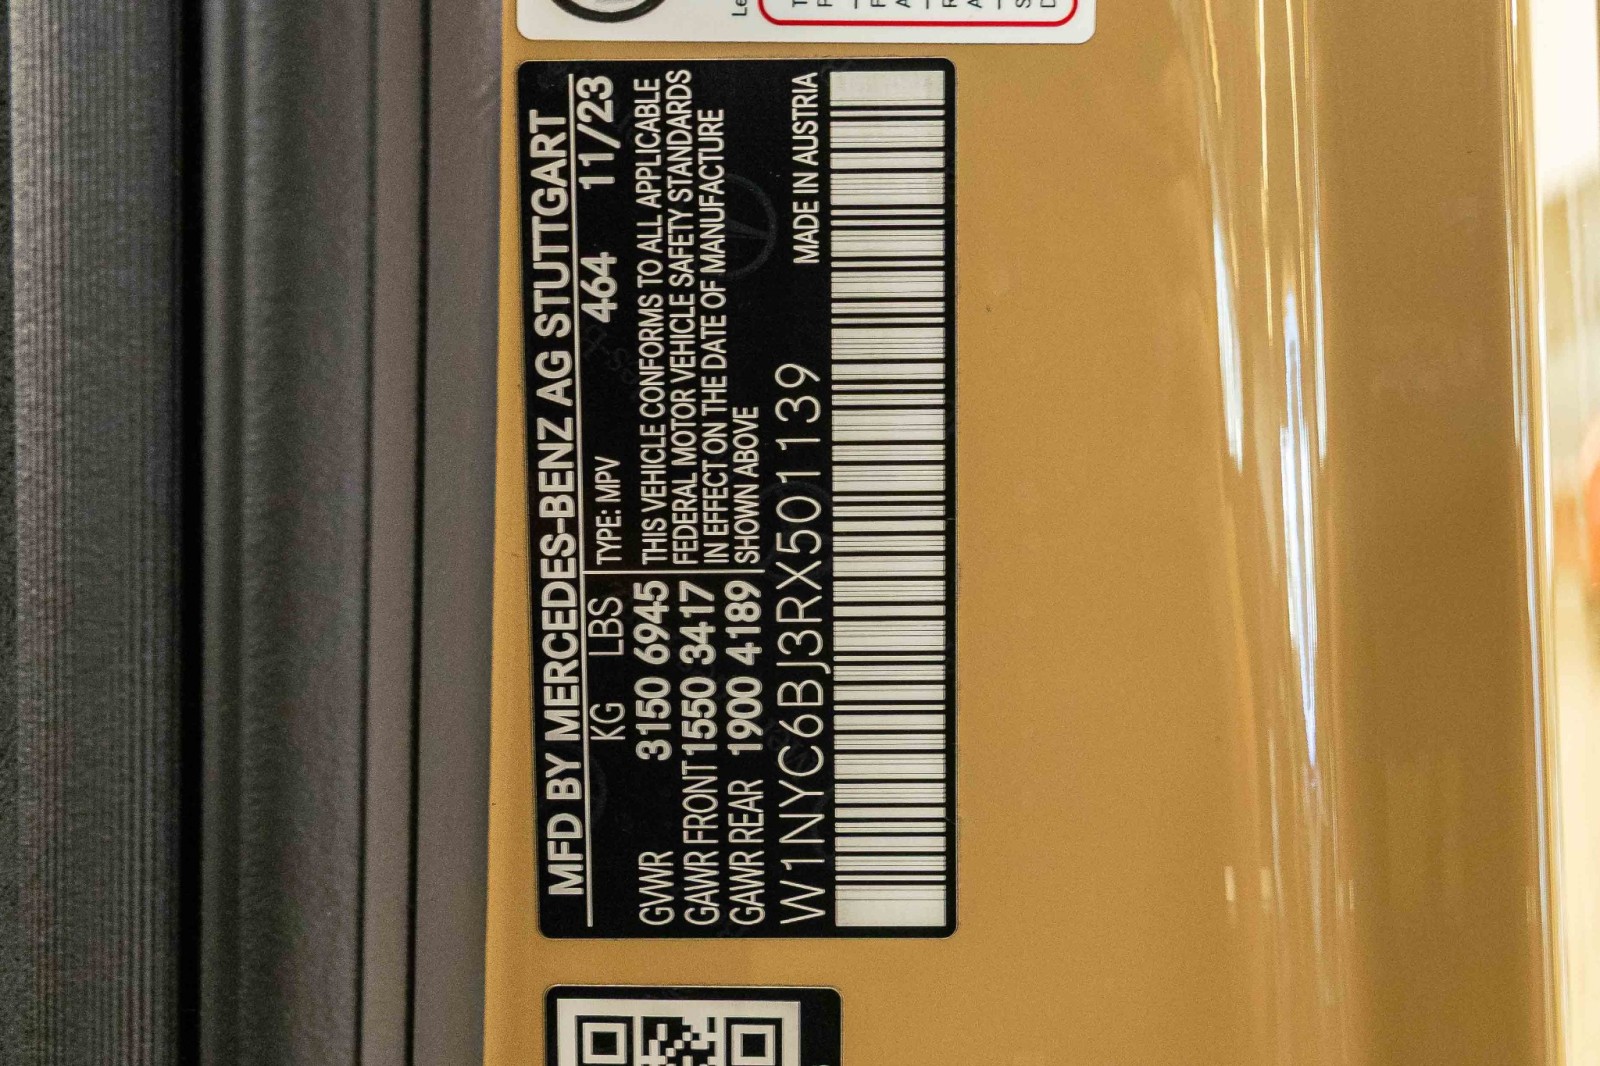 MFD BY MERCEDES-BENZ AG STUTTGART
KG LBS
TYPE: MPV 464 11/23
GVWR 3150 6945
GAWR FRONT 1550 3417
GAWR REAR 1900 4189
THIS VEHICLE CONFORMS TO ALL APPLICABLE
FEDERAL MOTOR VEHICLE SAFETY STANDARDS
IN EFFECT ON THE DATE OF MANUFACTURE
SHOWN ABOVE
W1NYC6BJ3RX501139
MADE IN AUSTRIA